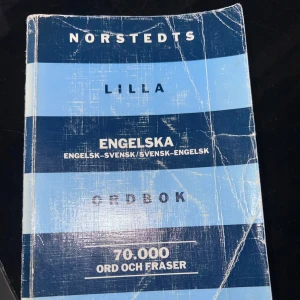 NORSTEDTS
LILLA
ENGELSKA
ENGELSK-SVENSK/SVENSK-ENGELSK
ORDBOK
70.000
ORD OCH FRASER